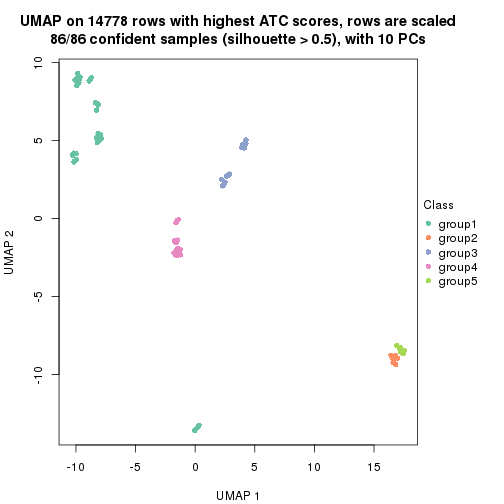 UMAP on 14778 rows with highest ATC scores, rows are scaled
86/86 confident samples (silhouette > 0.5), with 10 PCs
10
5
0
-5
-10
UMAP 2
-10
-5
0
5
10
15
UMAP 1
Class
group1
group2
group3
group4
group5